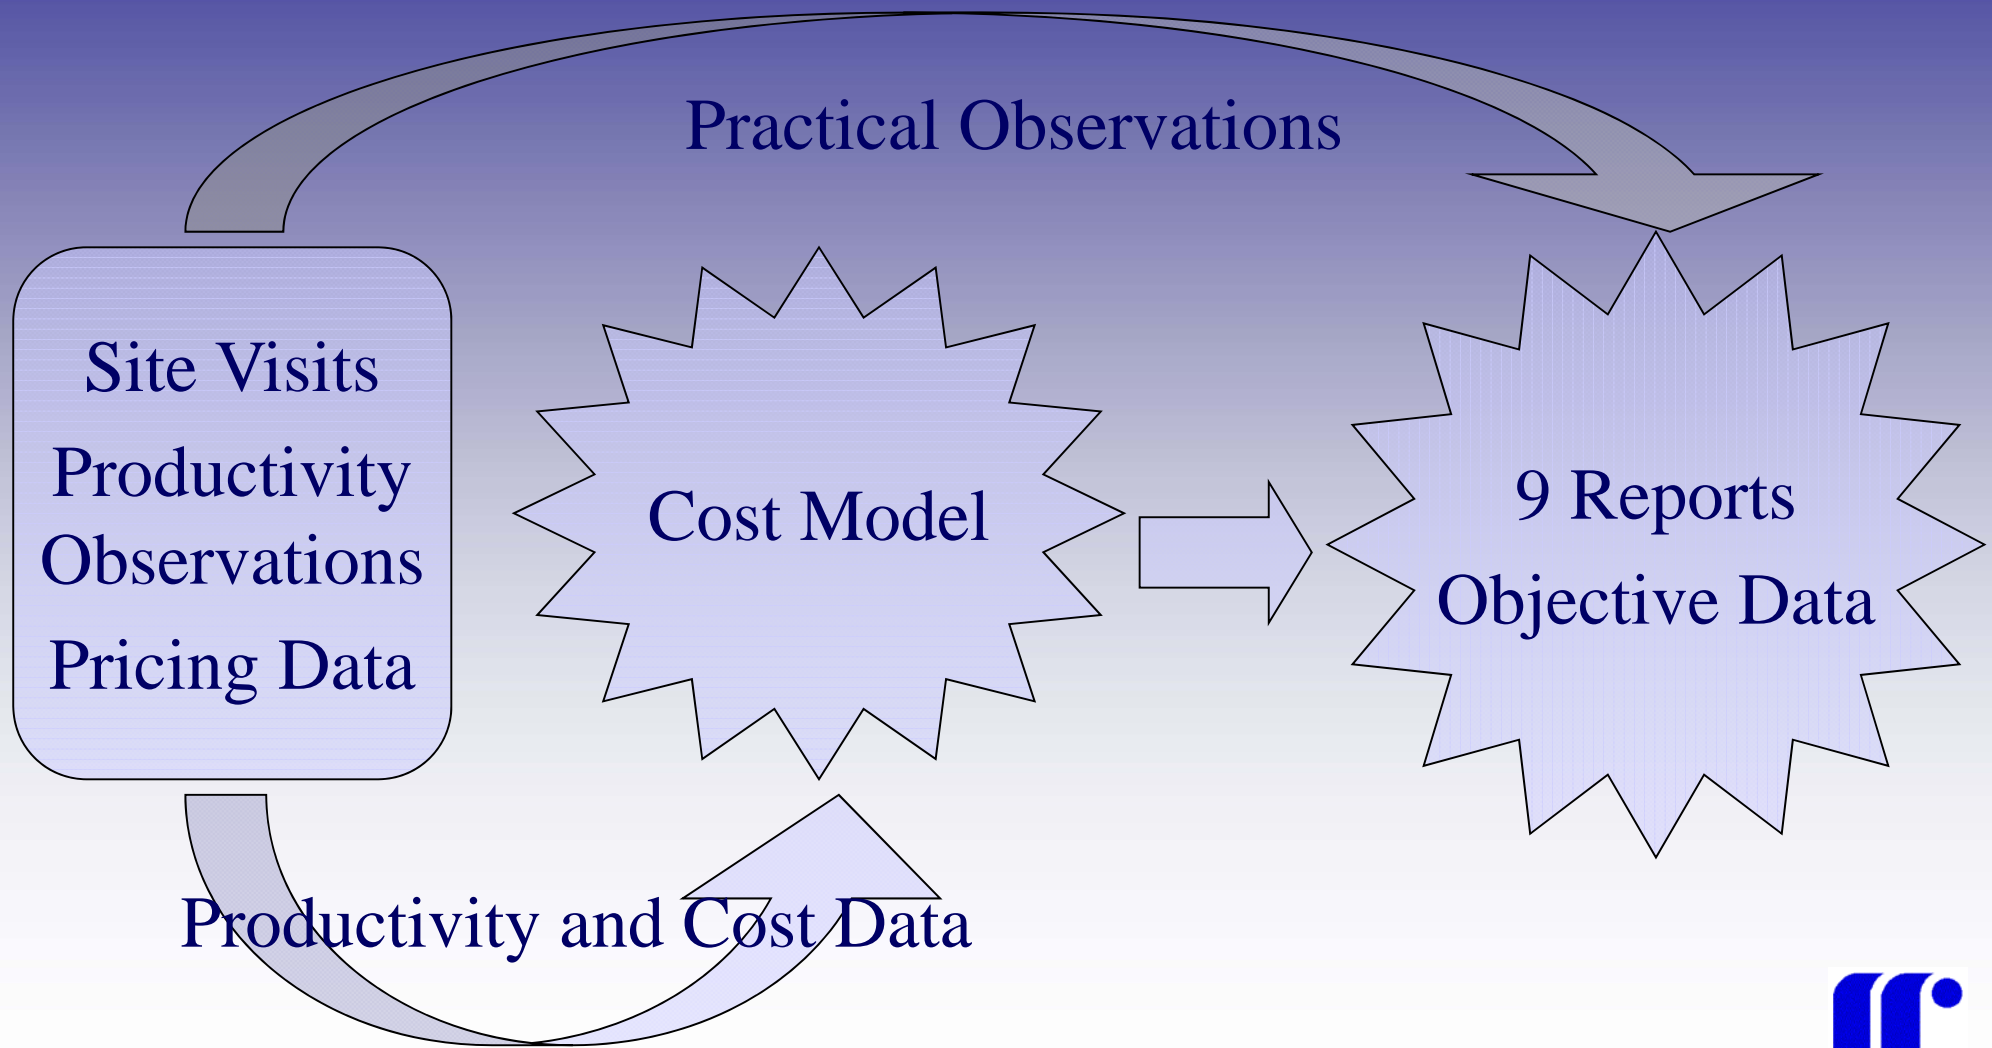 Practical Observations
Site Visits
Productivity
Observations
Pricing Data
Cost Model
9 Reports
Objective Data
Productivity and Cost Data